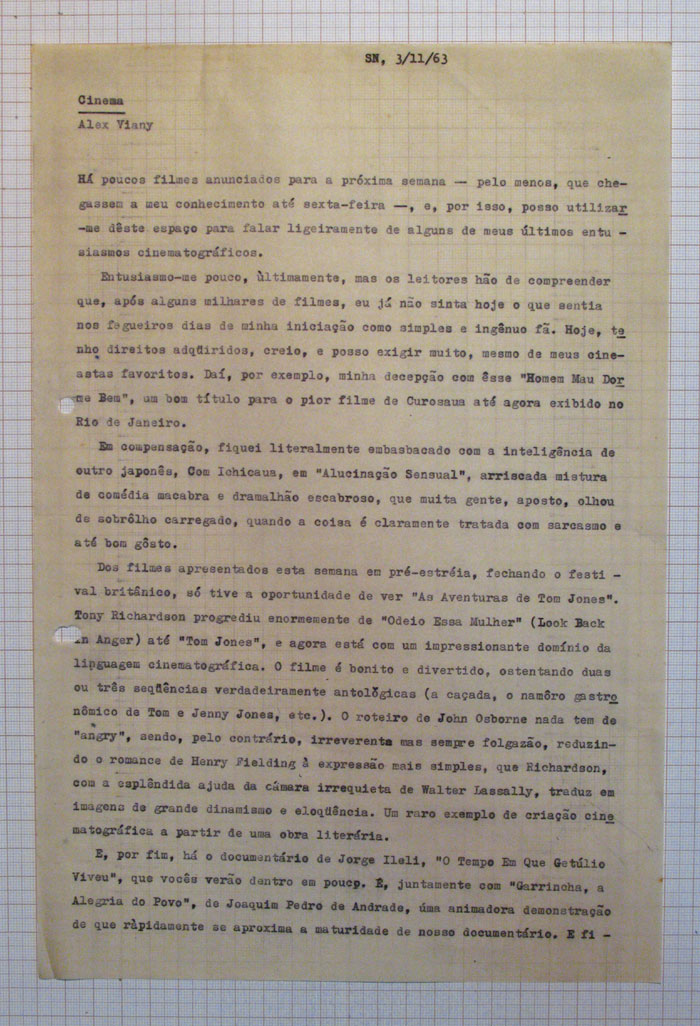 SN, 3/11/63
Cinema
Alex Viany
Há poucos filmes anunciados para a próxima semana — pelo menos, que che-
gassem a meu conhecimento até sexta-feira —, e, por isso, posso utilizar
-me dêste espaço para falar ligeiramente de alguns de meus últimos entu -
siasmos cinematográficos.
Entusiasmo-me pouco, ùltimamente, mas os leitores hão de compreender
que, após alguns milhares de filmes, eu já não sinta hoje o que sentia
nos fogueiros dias de minha iniciação como simples e ingênuo fã. Hoje, te
nho direitos adqüiridos, creio, e posso exigir muito, mesmo de meus cine-
astas favoritos. Daí, por exemplo, minha decepção com êsse "Homem Mau Dor
me Bem", um bom título para o pior filme de Curosaua até agora exibido no
Rio de Janeiro.
Em compensação, fiquei literalmente embasbacado com a inteligência de
outro japonês, Com Ichicaua, em "Alucinação Sensual", arriscada mistura
de comédia macabra e dramalhão escabroso, que muita gente, aposto, olhou
de sobrôlho carregado, quando a coisa é claramente tratada com sarcasmo e
até bom gôsto.
Dos filmes apresentados esta semana em pré-estréia, fechando o festi -
val britânico, só tive a oportunidade de ver "As Aventuras de Tom Jones".
Tony Richardson progrediu enormemente de "Odeio Essa Mulher" (Look Back
in Anger) até "Tom Jones", e agora está com um impressionante domínio da
linguagem cinematográfica. O filme é bonito e divertido, ostentando duas
ou três seqüências verdadeiramente antológicas (a caçada, o namôro gastro
nômico de Tom e Jenny Jones, etc.). O roteiro de John Osborne nada tem de
"angry", sendo, pelo contrário, irreverente mas sempre folgazão, reduzin-
do o romance de Henry Fielding à expressão mais simples, que Richardson,
com a esplêndida ajuda da câmara irrequieta de Walter Lassally, traduz em
imagens de grande dinamismo e eloqüência. Um raro exemplo de criação cine
matográfica a partir de uma obra literária.
E, por fim, há o documentário de Jorge Ileli, "O Tempo Em Que Getúlio
Viveu", que vocês verão dentro em pouco. É, juntamente com "Garrincha, a
Alegria do Povo", de Joaquim Pedro de Andrade, úma animadora demonstração
de que ràpidamente se aproxima a maturidade de nosso documentário. E fi -